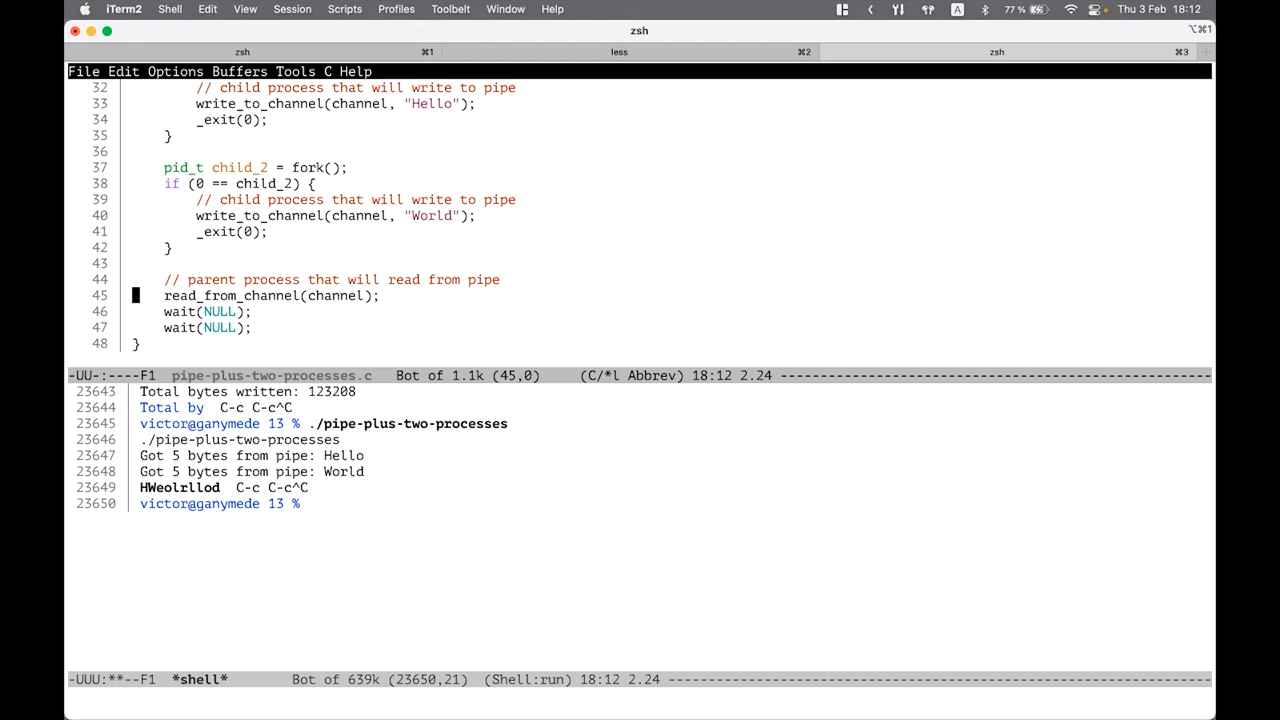 iTerm2 Shell Edit View Session Scripts Profiles Toolbelt Window Help A 77% Thu 3 Feb 18:12
zsh ⌥⌘1
zsh ⌘1 less ⌘2 zsh ⌘3 +
File Edit Options Buffers Tools C Help
32 // child process that will write to pipe
33 write_to_channel(channel, "Hello");
34 _exit(0);
35 }
36
37 pid_t child_2 = fork();
38 if (0 == child_2) {
39 // child process that will write to pipe
40 write_to_channel(channel, "World");
41 _exit(0);
42 }
43
44 // parent process that will read from pipe
45 read_from_channel(channel);
46 wait(NULL);
47 wait(NULL);
48 }
-UU-:----F1 pipe-plus-two-processes.c Bot of 1.1k (45,0) (C/*l Abbrev) 18:12 2.24 ------------------------------------------------------
23643 Total bytes written: 123208
23644 Total by C-c C-c^C
23645 victor@ganymede 13 % ./pipe-plus-two-processes
23646 ./pipe-plus-two-processes
23647 Got 5 bytes from pipe: Hello
23648 Got 5 bytes from pipe: World
23649 HWeolrllod C-c C-c^C
23650 victor@ganymede 13 %
-UUU:**--F1 *shell* Bot of 639k (23650,21) (Shell:run) 18:12 2.24 --------------------------------------------------------------------